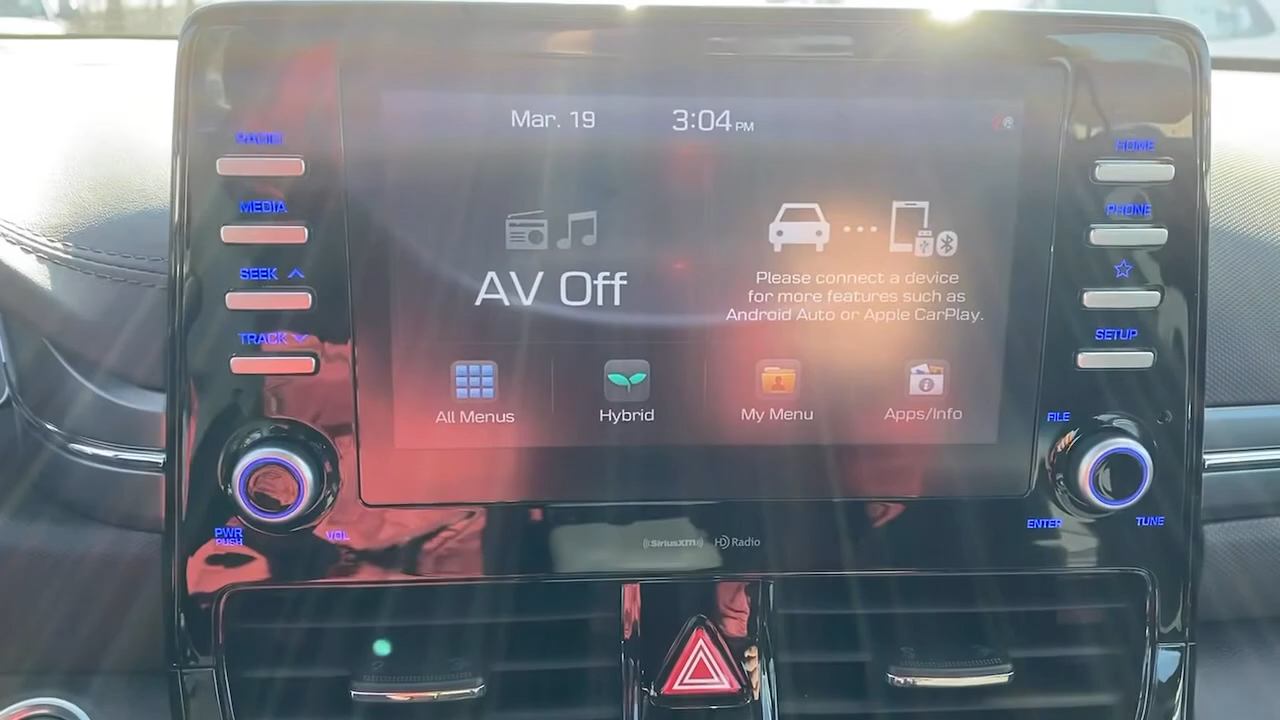 Mar. 19 3:04 PM
RADIO
MEDIA
SEEK
TRACK
HOME
PHONE
SETUP
AV Off
Please connect a device
for more features such as
Android Auto or Apple CarPlay.
All Menus
Hybrid
My Menu
Apps/Info
FILE
PWR
PUSH
VOL
ENTER
TUNE
((SiriusXM))
HD Radio